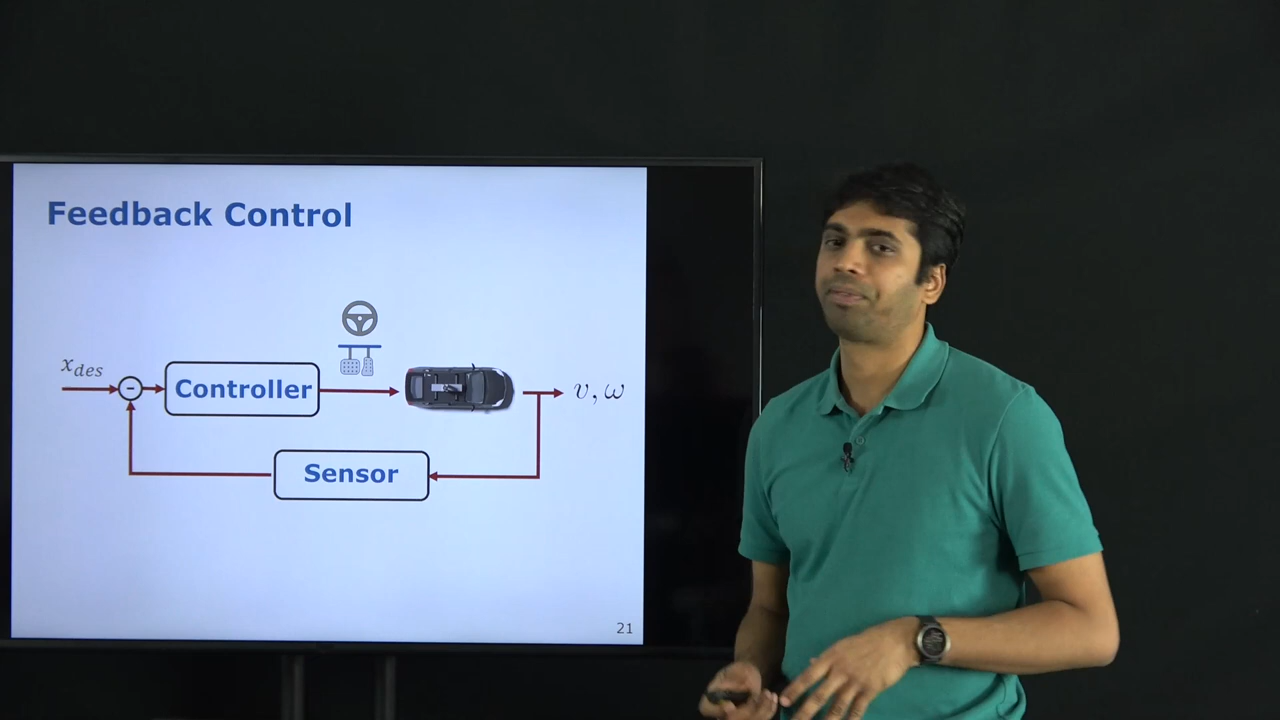 Feedback Control
x_des
-
Controller
v, ω
Sensor
21